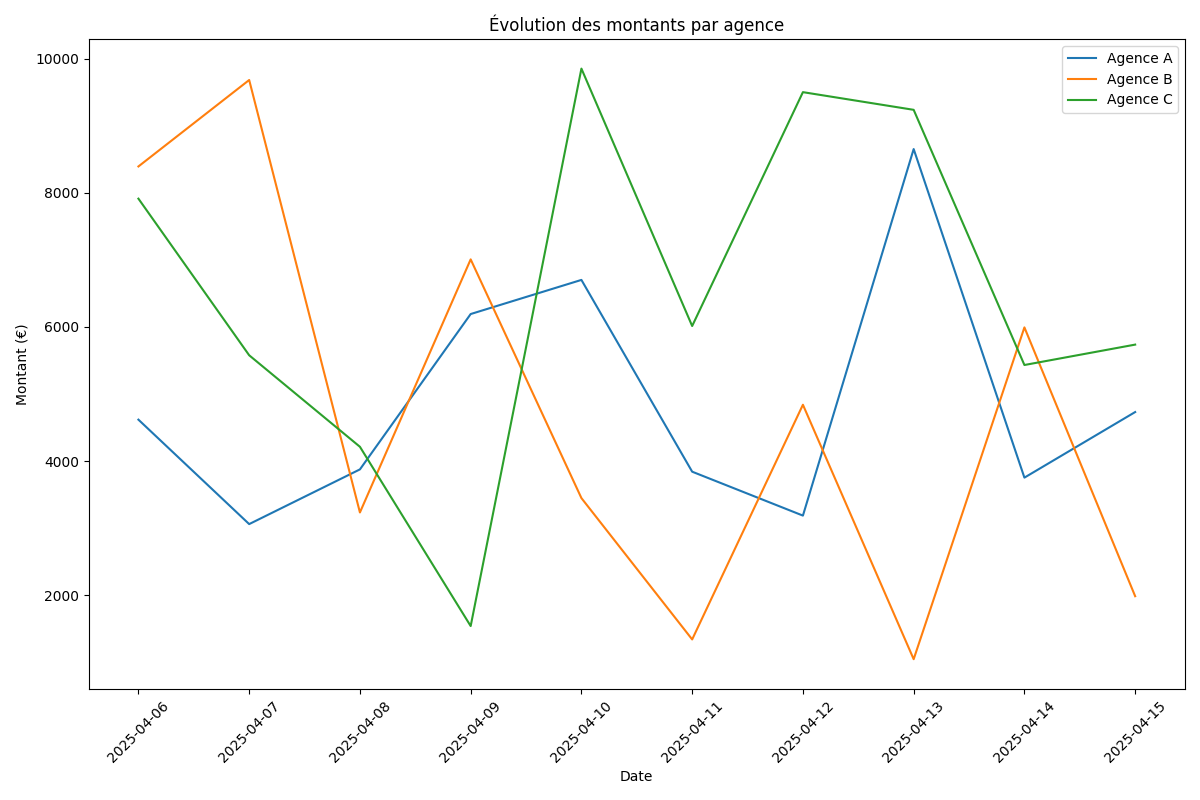 Évolution des montants par agence
Agence A
Agence B
Agence C
Montant (€)
10000
8000
6000
4000
2000
2025-04-06
2025-04-07
2025-04-08
2025-04-09
2025-04-10
2025-04-11
2025-04-12
2025-04-13
2025-04-14
2025-04-15
Date